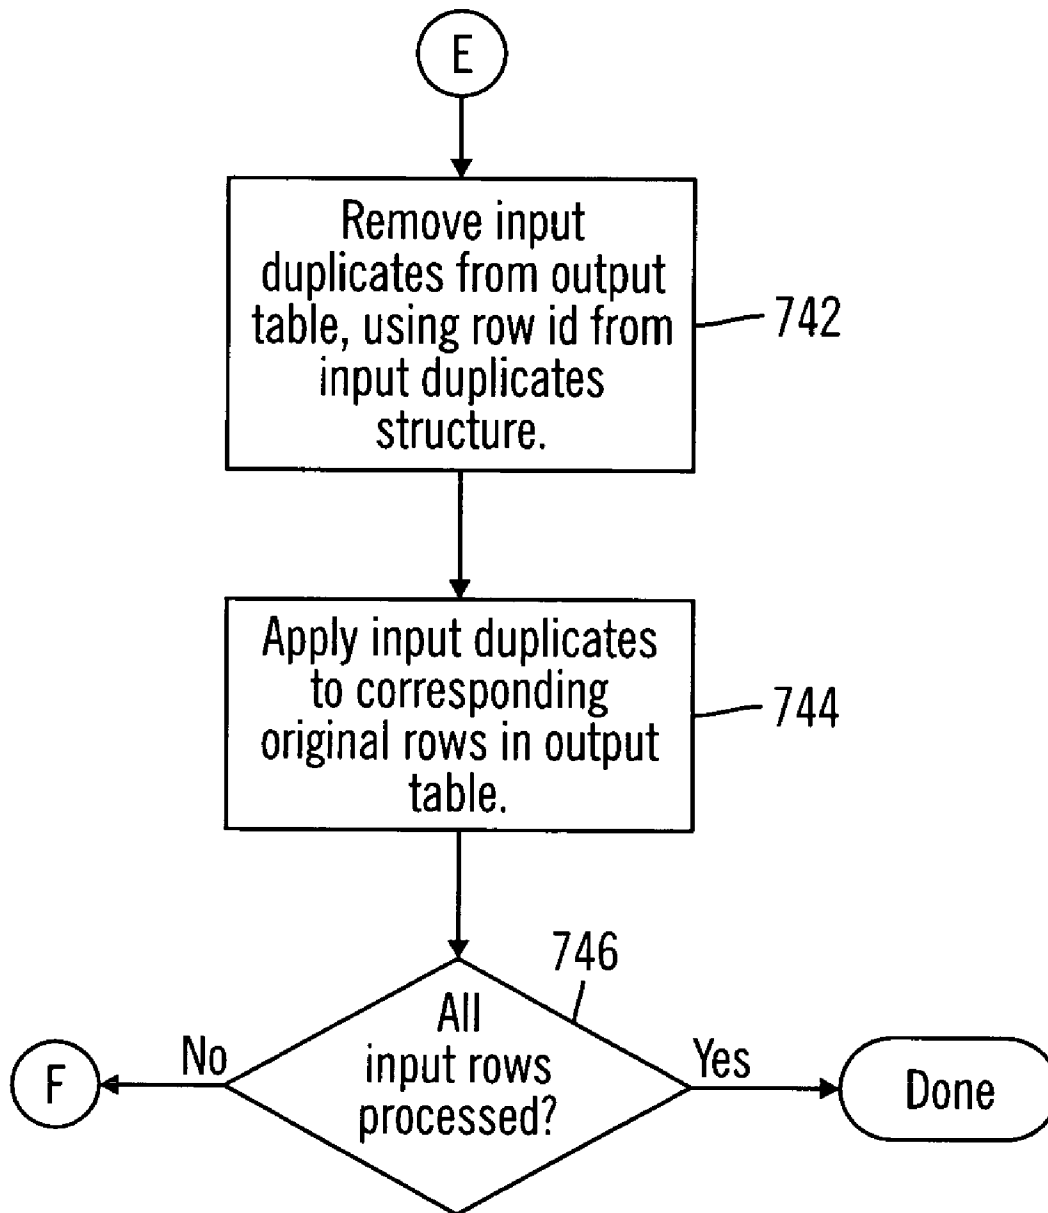 E
Remove input
duplicates from output
table, using row id from
input duplicates
structure.
742
Apply input duplicates
to corresponding
original rows in output
table.
744
746
All
input rows
processed?
No
Yes
F
Done